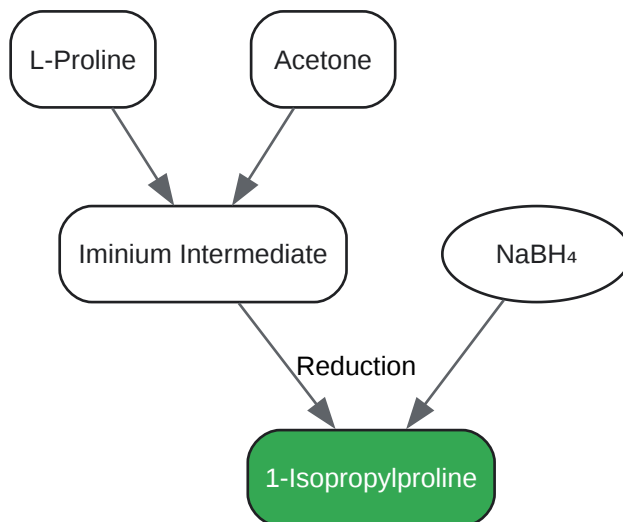 L-Proline
Acetone
Iminium Intermediate
NaBH₄
Reduction
1-Isopropylproline